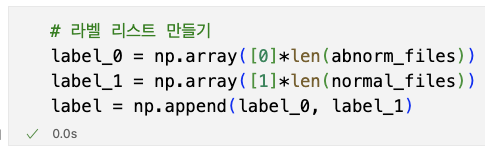 # 라벨 리스트 만들기
label_0 = np.array([0]*len(abnorm_files))
label_1 = np.array([1]*len(normal_files))
label = np.append(label_0, label_1)
✓ 0.0s